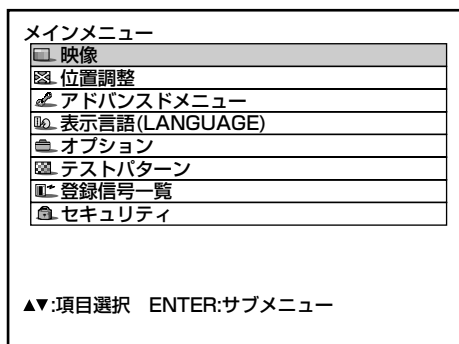 メインメニュー
映像
位置調整
アドバンスドメニュー
表示言語(LANGUAGE)
オプション
テストパターン
登録信号一覧
セキュリティ
▲▼:項目選択　ENTER:サブメニュー